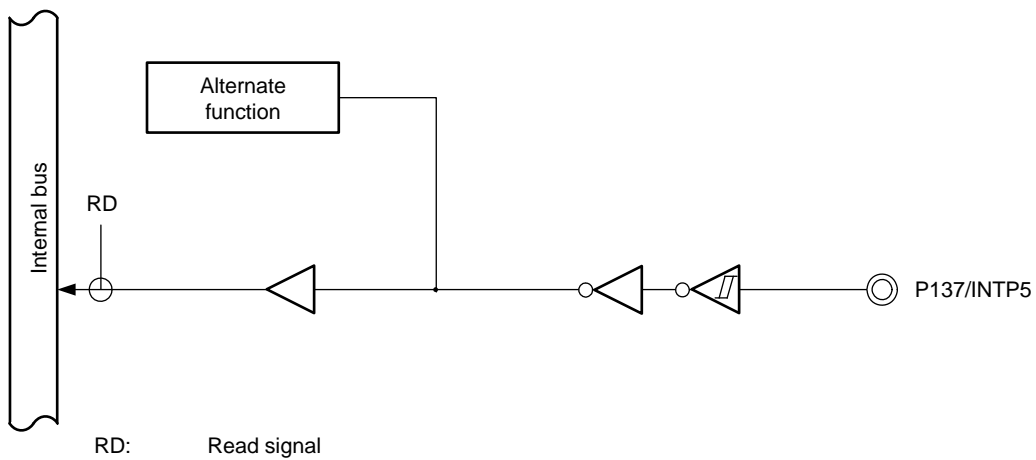 Alternate
function
Internal bus
RD
P137/INTP5
RD: Read signal